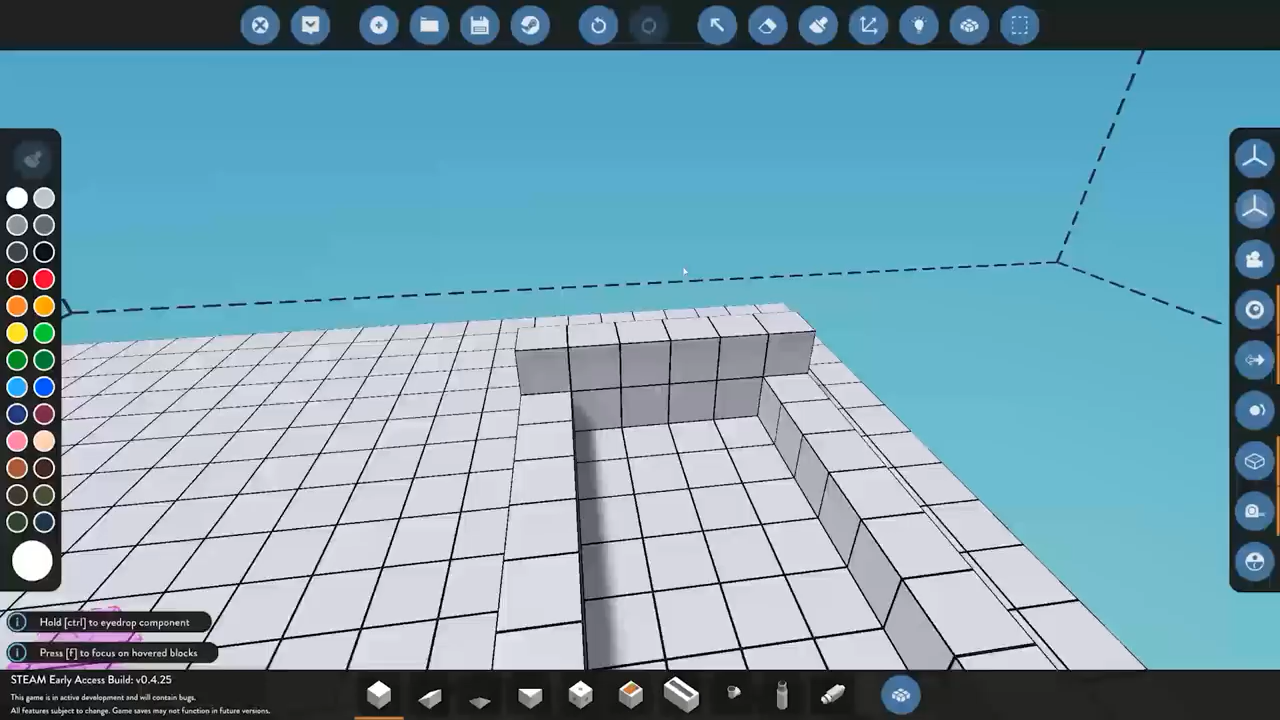 Hold [ctrl] to eyedrop component
Press [f] to focus on hovered blocks
STEAM Early Access Build: v0.4.25
This game is in active development and will contain bugs.
All features subject to change. Game saves may not function in future versions.